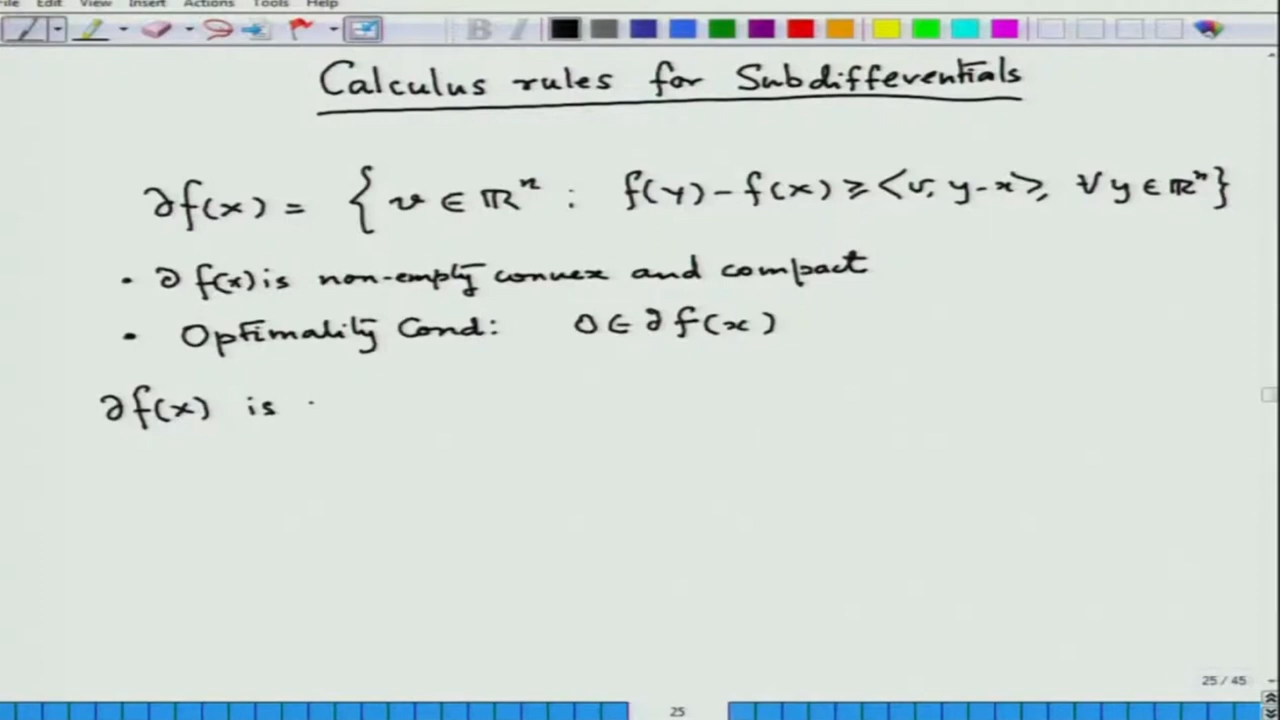 File Edit View Insert Actions Tools Help
Calculus rules for Subdifferentials
∂f(x) = { v ∈ ℝⁿ : f(y) - f(x) ≥ <v, y-x>, ∀ y ∈ ℝⁿ }
• ∂f(x) is non-empty convex and compact
• Optimality Cond: 0 ∈ ∂f(x)
∂f(x) is
25 / 45
25